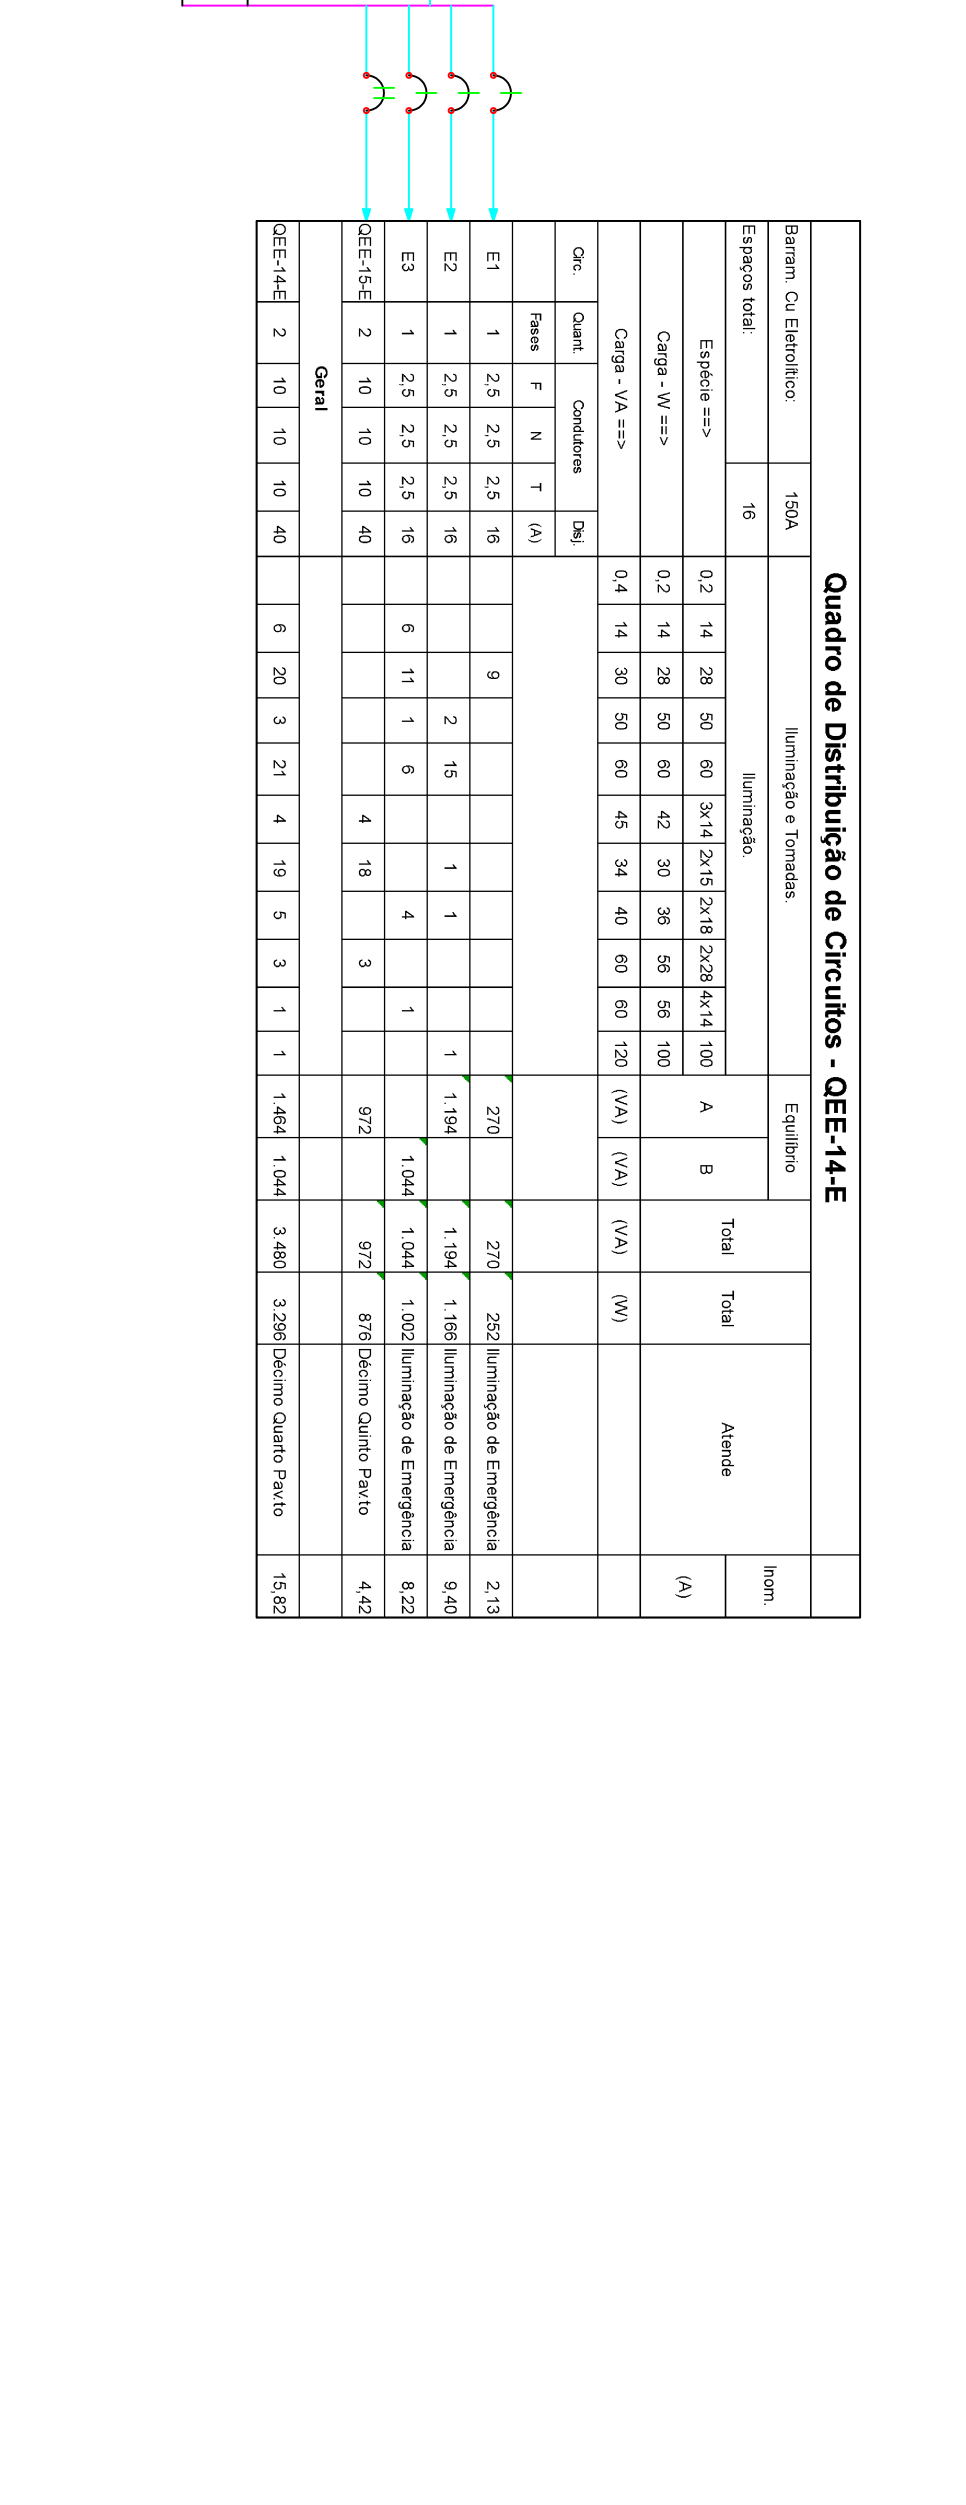 Quadro de Distribuição de Circuitos - QEE-14-E
Barram. Cu Eletrolítico: 150A Iluminação e Tomadas. Equilíbrio Total Total Atende Inom.
Espaços total: 16 Iluminação. A B (A)
Espécie ==> 0,2 14 28 50 60 3x14 2x15 2x18 2x28 4x14 100
Carga - W ==> 0,2 14 28 50 60 42 30 36 56 56 100
Carga - VA ==> 0,4 14 30 50 60 45 34 40 60 60 120 (VA) (VA) (VA) (W)
Circ. Quant. Condutores Disj.
Fases F N T (A)
E1 1 2,5 2,5 2,5 16 9 270 270 252 Iluminação de Emergência 2,13
E2 1 2,5 2,5 2,5 16 2 15 1 1 1 1.194 1.194 1.166 Iluminação de Emergência 9,40
E3 1 2,5 2,5 2,5 16 6 11 1 6 4 1 1.044 1.044 1.002 Iluminação de Emergência 8,22
QEE-15-E 2 10 10 10 40 4 18 3 972 972 876 Décimo Quinto Pav.to 4,42
Geral
QEE-14-E 2 10 10 10 40 6 20 3 21 4 19 5 3 1 1 1.464 1.044 3.480 3.296 Décimo Quarto Pav.to 15,82